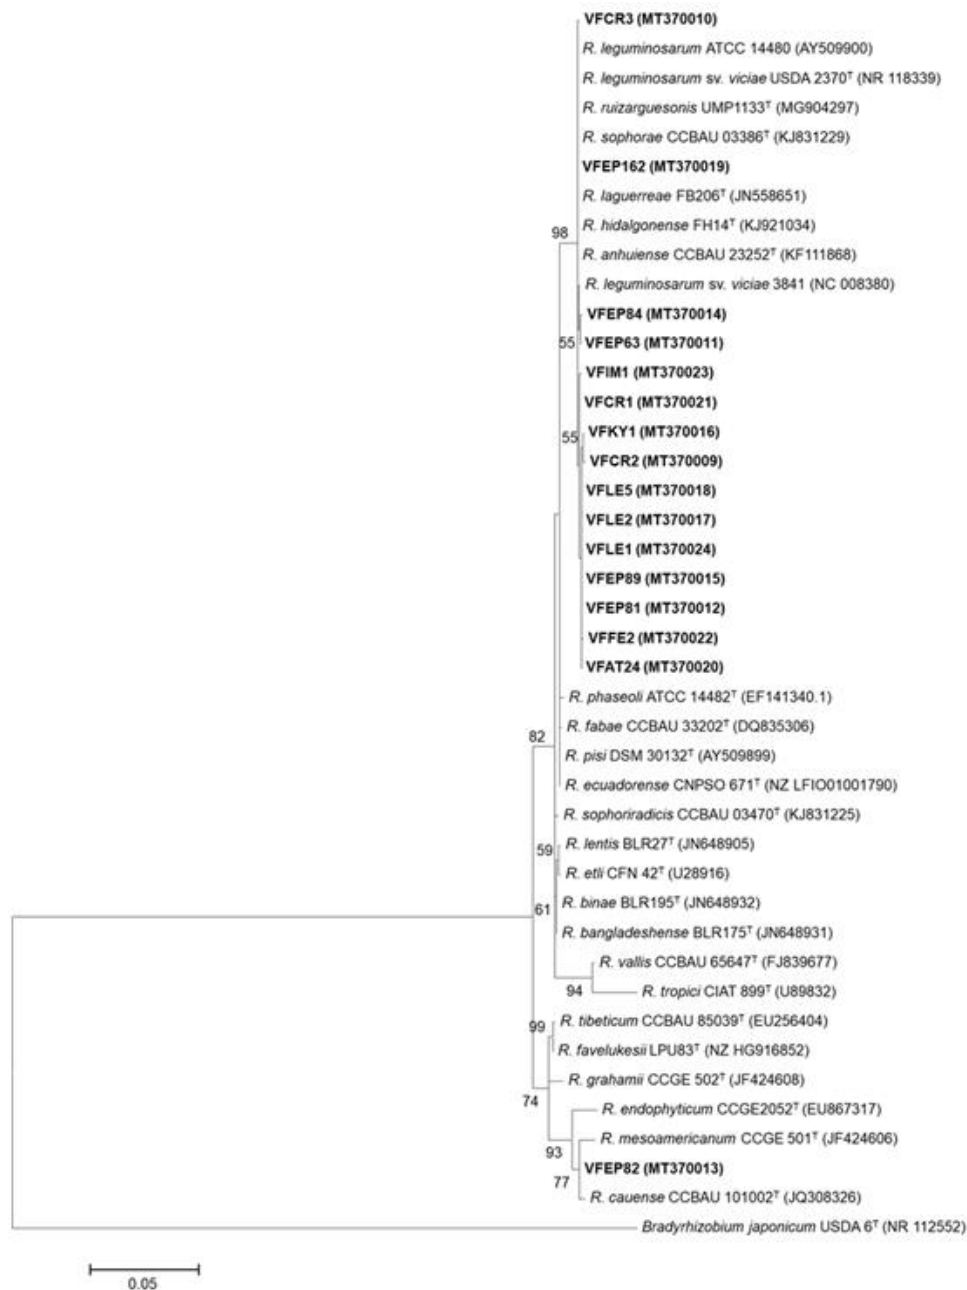 VFCR3 (MT370010)
R. leguminosarum ATCC 14480 (AY509900)
R. leguminosarum sv. viciae USDA 2370ᵀ (NR 118339)
R. ruizarguesonis UMP1133ᵀ (MG904297)
R. sophorae CCBAU 03386ᵀ (KJ831229)
VFEP162 (MT370019)
R. laguerreae FB206ᵀ (JN558651)
98
R. hidalgonense FH14ᵀ (KJ921034)
R. anhuiense CCBAU 23252ᵀ (KF111868)
R. leguminosarum sv. viciae 3841 (NC 008380)
VFEP84 (MT370014)
55
VFEP63 (MT370011)
VFIM1 (MT370023)
VFCR1 (MT370021)
55
VFKY1 (MT370016)
VFCR2 (MT370009)
VFLE5 (MT370018)
VFLE2 (MT370017)
VFLE1 (MT370024)
VFEP89 (MT370015)
VFEP81 (MT370012)
VFFE2 (MT370022)
VFAT24 (MT370020)
R. phaseoli ATCC 14482ᵀ (EF141340.1)
R. fabae CCBAU 33202ᵀ (DQ835306)
82
R. pisi DSM 30132ᵀ (AY509899)
R. ecuadorense CNPSO 671ᵀ (NZ LFIO01001790)
R. sophoriradicis CCBAU 03470ᵀ (KJ831225)
R. lentis BLR27ᵀ (JN648905)
59
R. etli CFN 42ᵀ (U28916)
R. binae BLR195ᵀ (JN648932)
61
R. bangladeshense BLR175ᵀ (JN648931)
R. vallis CCBAU 65647ᵀ (FJ839677)
94
R. tropici CIAT 899ᵀ (U89832)
R. tibeticum CCBAU 85039ᵀ (EU256404)
99
R. favelukesii LPU83ᵀ (NZ HG916852)
R. grahamii CCGE 502ᵀ (JF424608)
74
R. endophyticum CCGE2052ᵀ (EU867317)
R. mesoamericanum CCGE 501ᵀ (JF424606)
93
VFEP82 (MT370013)
77
R. cauense CCBAU 101002ᵀ (JQ308326)
Bradyrhizobium japonicum USDA 6ᵀ (NR 112552)
0.05